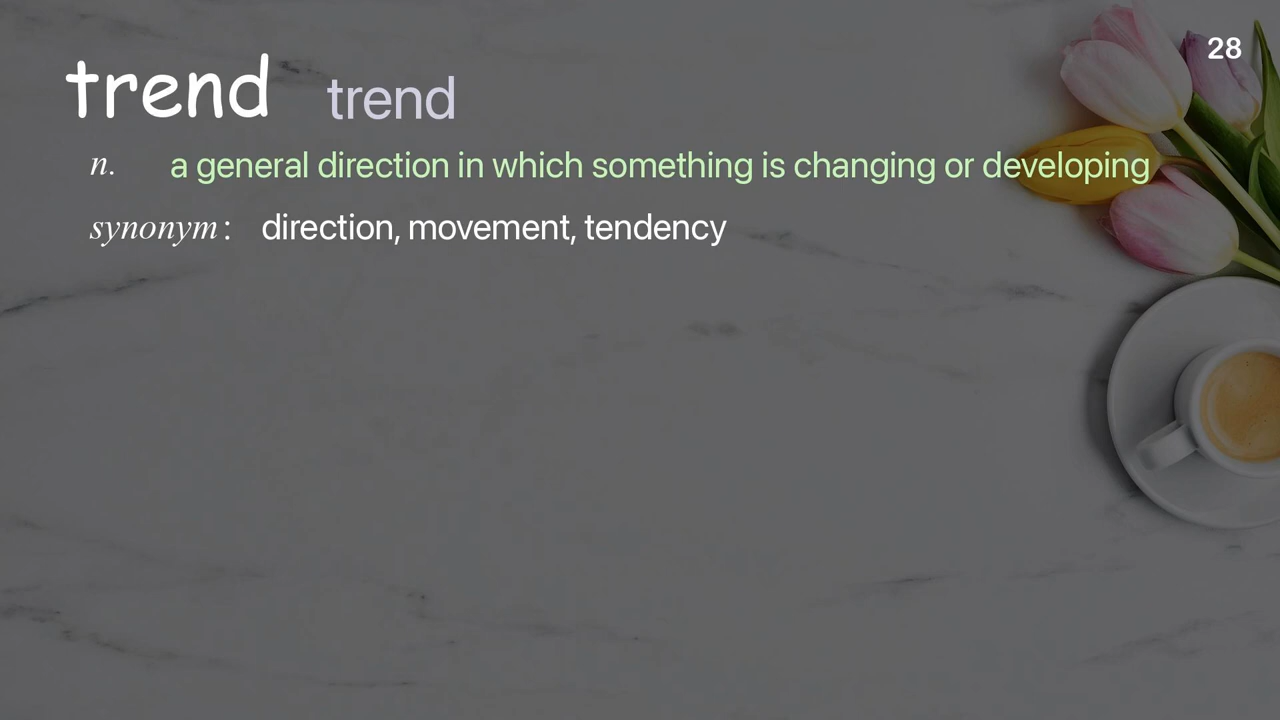 28
trend trend
n. a general direction in which something is changing or developing
synonym: direction, movement, tendency